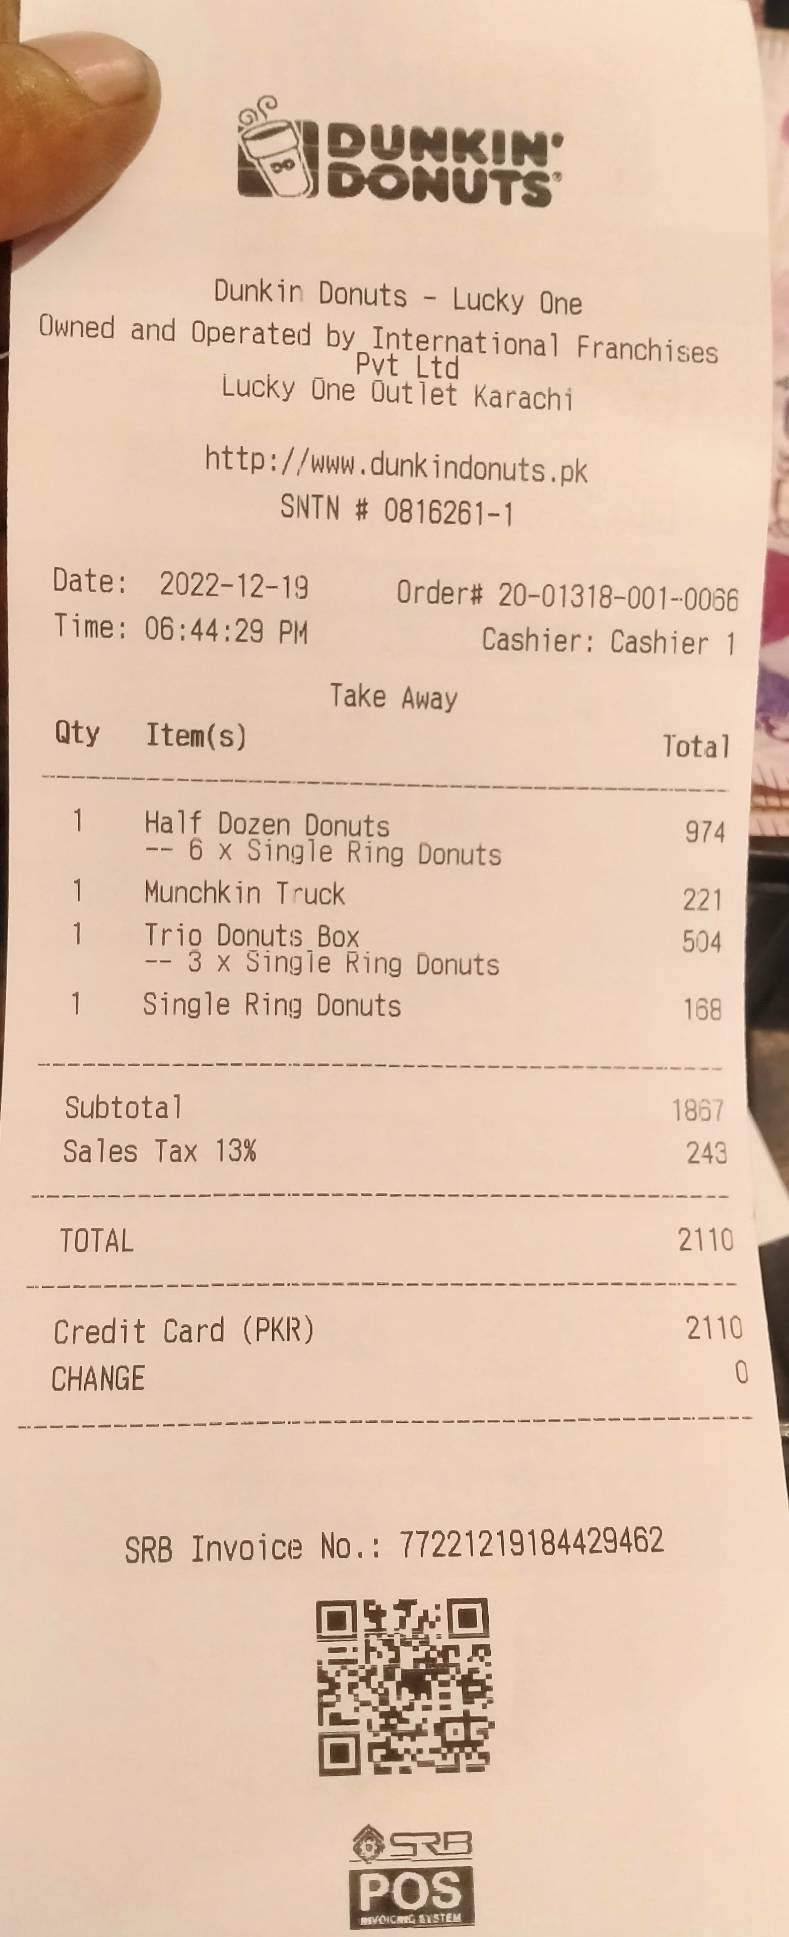 DUNKIN'
DONUTS®
Dunkin Donuts - Lucky One
Owned and Operated by International Franchises
Pvt Ltd
Lucky One Outlet Karachi
http://www.dunkindonuts.pk
SNTN # 0816261-1
Date: 2022-12-19 Order# 20-01318-001-0066
Time: 06:44:29 PM Cashier: Cashier 1
Take Away
Qty Item(s) Total
1 Half Dozen Donuts 974
-- 6 x Single Ring Donuts
1 Munchkin Truck 221
1 Trio Donuts Box 504
-- 3 x Single Ring Donuts
1 Single Ring Donuts 168
Subtotal 1867
Sales Tax 13% 243
TOTAL 2110
Credit Card (PKR) 2110
CHANGE 0
SRB Invoice No.: 77221219184429462
SRB
POS
INVOICING SYSTEM